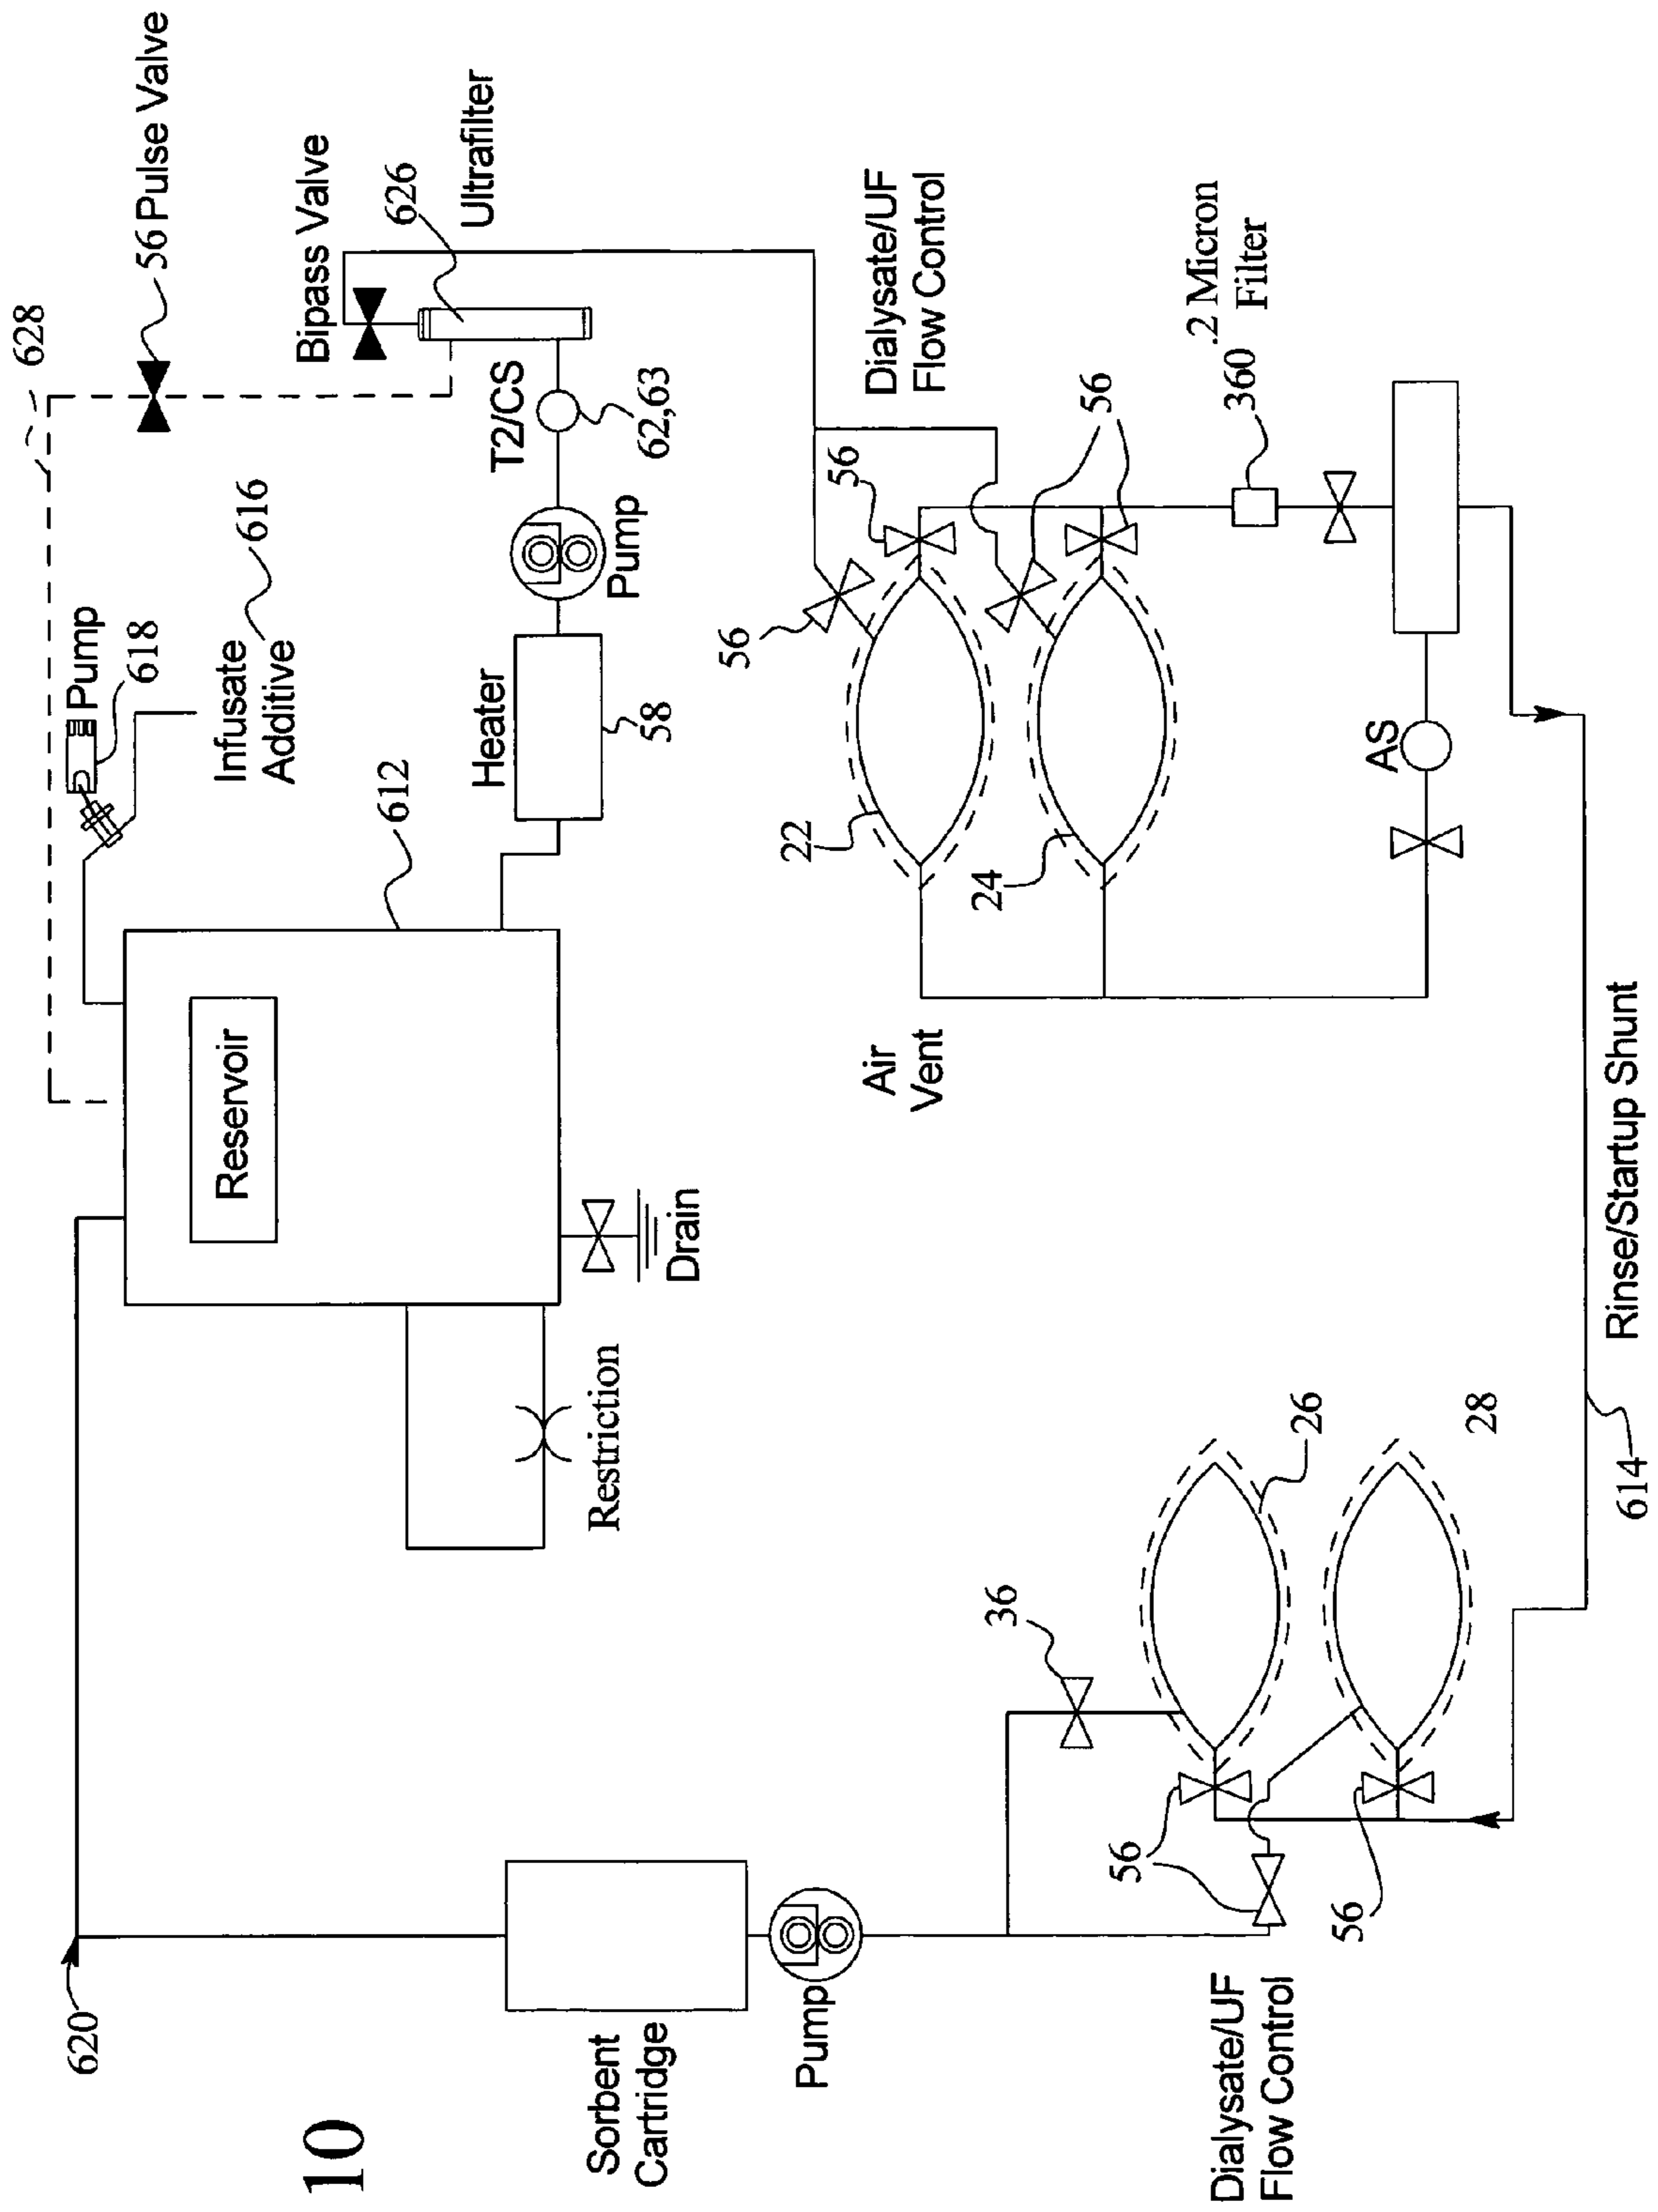 10
620
Sorbent
Cartridge
Pump
Dialysate/UF
Flow Control
56
56
36
26
28
614
Rinse/Startup Shunt
Reservoir
Restriction
Drain
612
Pump
618
Infusate
Additive
616
628
56 Pulse Valve
Heater
58
Pump
T2/CS
62,63
Bipass Valve
626
Ultrafilter
Dialysate/UF
Flow Control
56
56
56
22
24
Air
Vent
AS
360
.2 Micron
Filter